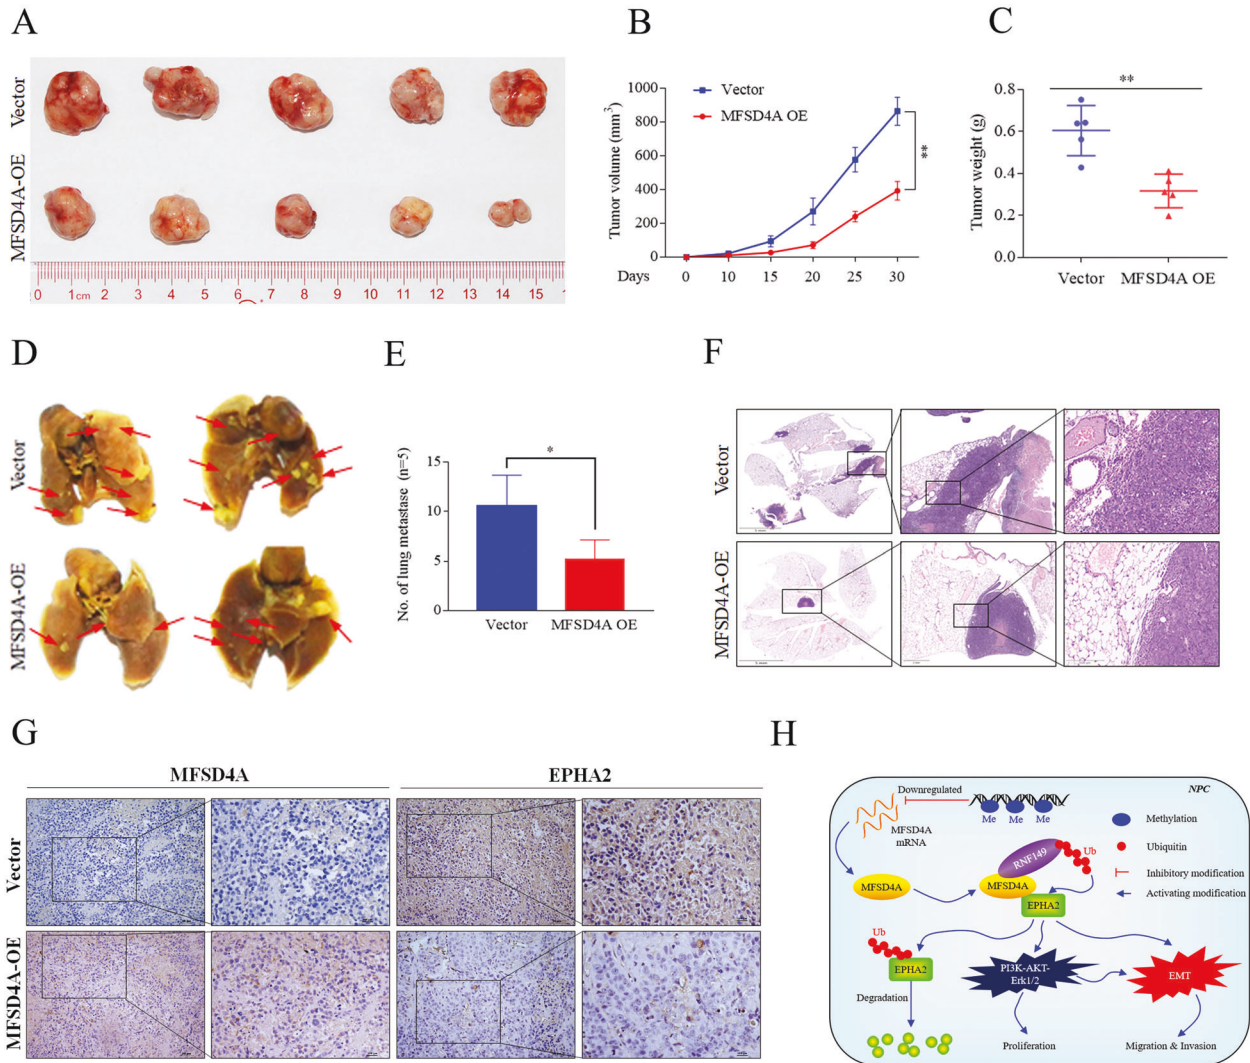 A
Vector
MFSD4A-OE
0 1cm 2 3 4 5 6 7 8 9 10 11 12 13 14 15
B
Vector
MFSD4A OE
Tumor volume (mm3)
1000
800
600
400
200
0
**
Days 0 10 15 20 25 30
C
**
Tumor weight (g)
0.8
0.6
0.4
0.2
0.0
Vector MFSD4A OE
D
Vector
MFSD4A-OE
E
No. of lung metastase (n=5)
15
10
5
0
*
Vector MFSD4A OE
F
Vector
MFSD4A-OE
G
MFSD4A EPHA2
Vector
MFSD4A-OE
H
NPC
Downregulated
MFSD4A
mRNA
Me Me Me
Methylation
Ubiquitin
Inhibitory modification
Activating modification
RNF149
Ub
MFSD4A
MFSD4A
EPHA2
Ub
EPHA2
PI3K-AKT-
Erk1/2
EMT
Degradation
Proliferation
Migration & Invasion